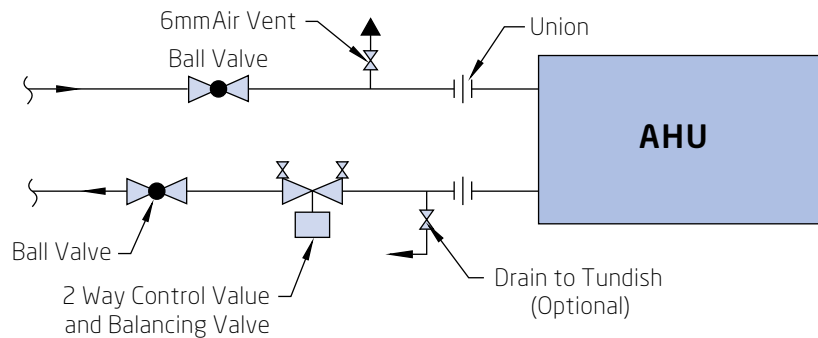 6mmAir Vent
Union
Ball Valve
AHU
Ball Valve
2 Way Control Value
and Balancing Valve
Drain to Tundish
(Optional)